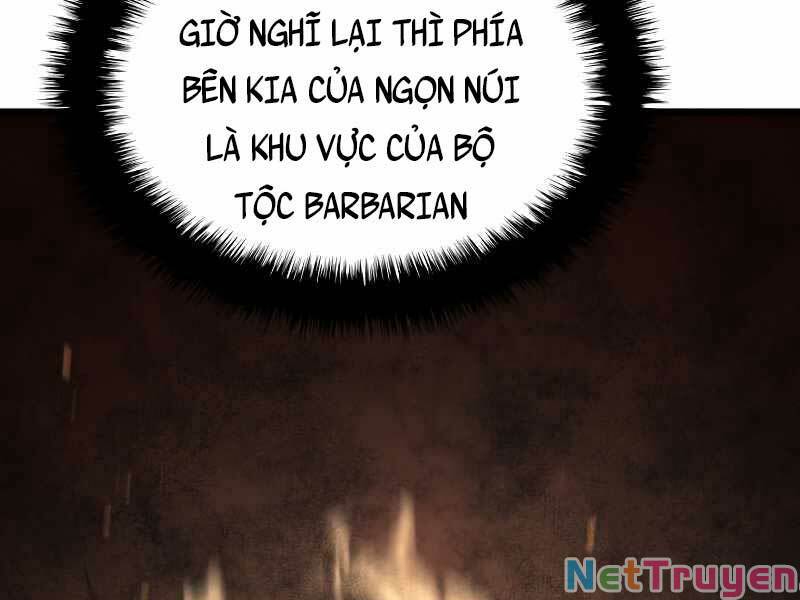 GIỜ NGHĨ LẠI THÌ PHÍA
BÊN KIA CỦA NGỌN NÚI
LÀ KHU VỰC CỦA BỘ
TỘC BARBARIAN
NetTruyen